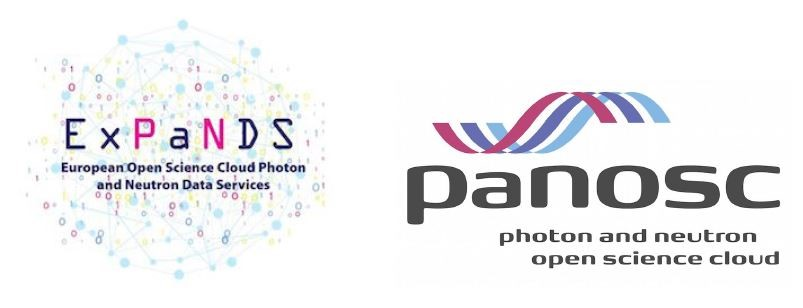 ExPaNDS
European Open Science Cloud Photon
and Neutron Data Services
panosc
photon and neutron
open science cloud